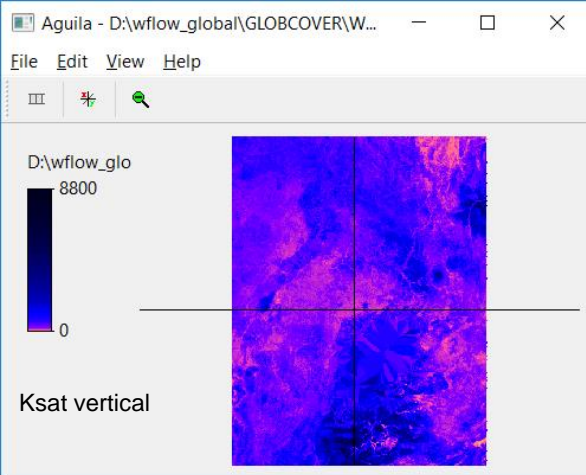 Aguila - D:\wflow_global\GLOBCOVER\W...
File Edit View Help
D:\wflow_glo
8800
0
Ksat vertical